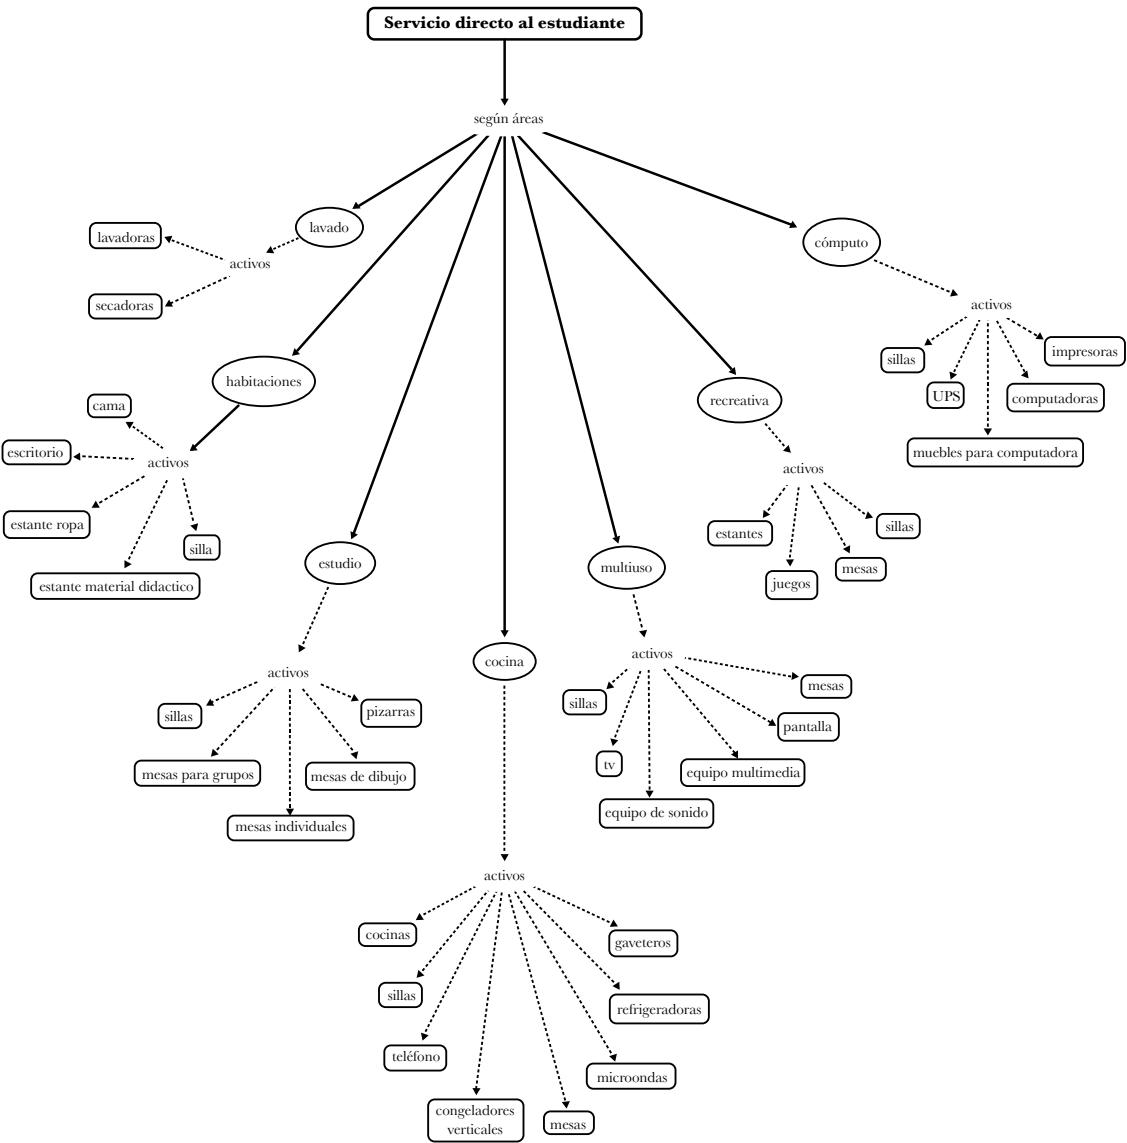 Servicio directo al estudiante
según áreas
lavado
lavadoras
activos
secadoras
cómputo
activos
sillas
impresoras
UPS
computadoras
muebles para computadora
habitaciones
cama
escritorio
activos
estante ropa
silla
estante material didactico
recreativa
activos
estantes
sillas
juegos
mesas
estudio
activos
sillas
pizarras
mesas para grupos
mesas de dibujo
mesas individuales
multiuso
activos
sillas
mesas
pantalla
tv
equipo multimedia
equipo de sonido
cocina
activos
cocinas
gaveteros
sillas
refrigeradoras
teléfono
microondas
congeladores
verticales
mesas